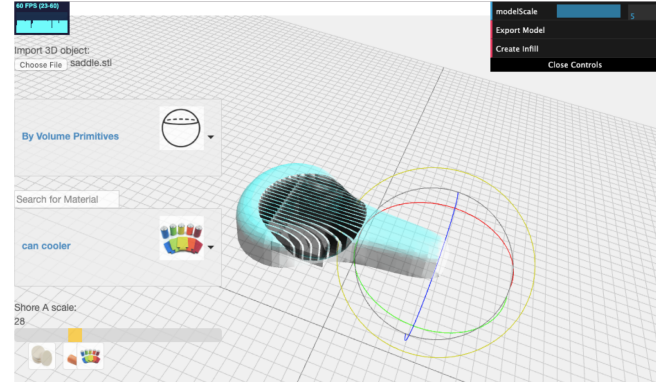 60 FPS (23-60)
modelScale
5
Export Model
Create Infill
Close Controls
Import 3D object:
Choose File saddle.stl
By Volume Primitives
Search for Material
can cooler
Shore A scale:
28